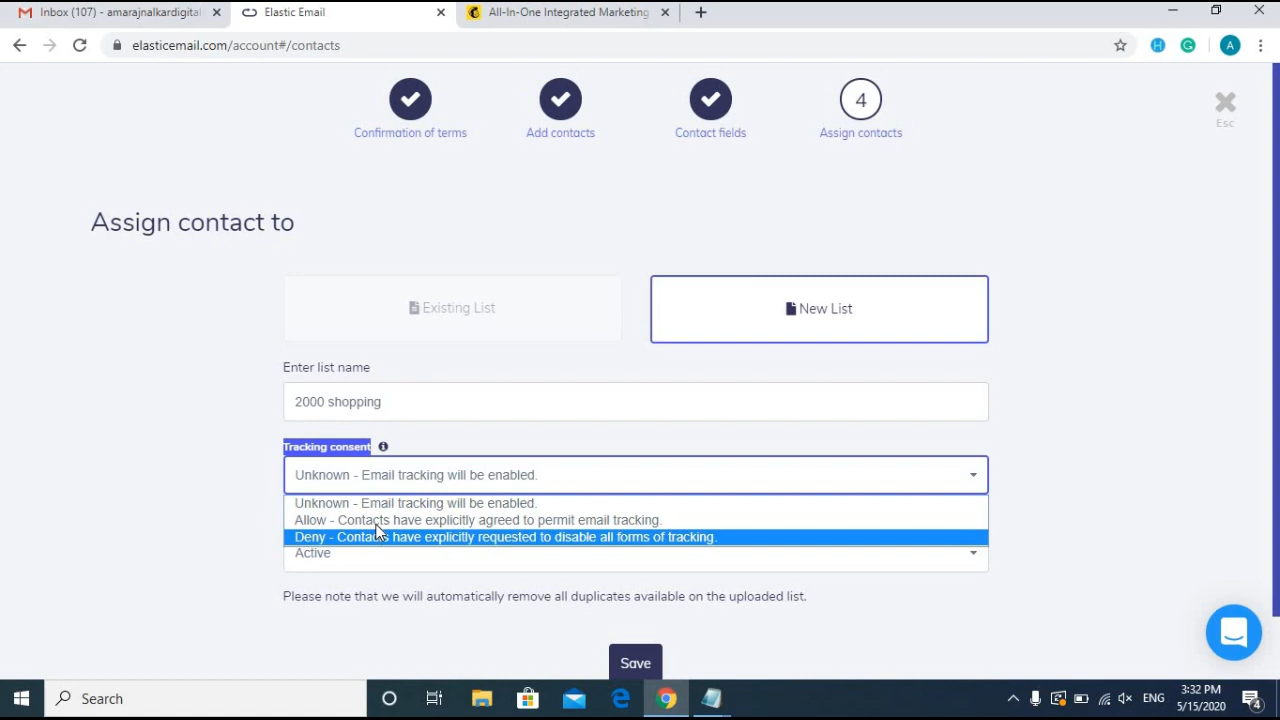 Inbox (107) - amarajnalkardigital
Elastic Email
All-In-One Integrated Marketing
elasticemail.com/account#/contacts
A
4
Confirmation of terms
Add contacts
Contact fields
Assign contacts
Esc
Assign contact to
Existing List
New List
Enter list name
2000 shopping
Tracking consent
Unknown - Email tracking will be enabled.
Unknown - Email tracking will be enabled.
Allow - Contacts have explicitly agreed to permit email tracking.
Deny - Contacts have explicitly requested to disable all forms of tracking.
Active
Please note that we will automatically remove all duplicates available on the uploaded list.
Save
Search
ENG
3:32 PM
5/15/2020
4